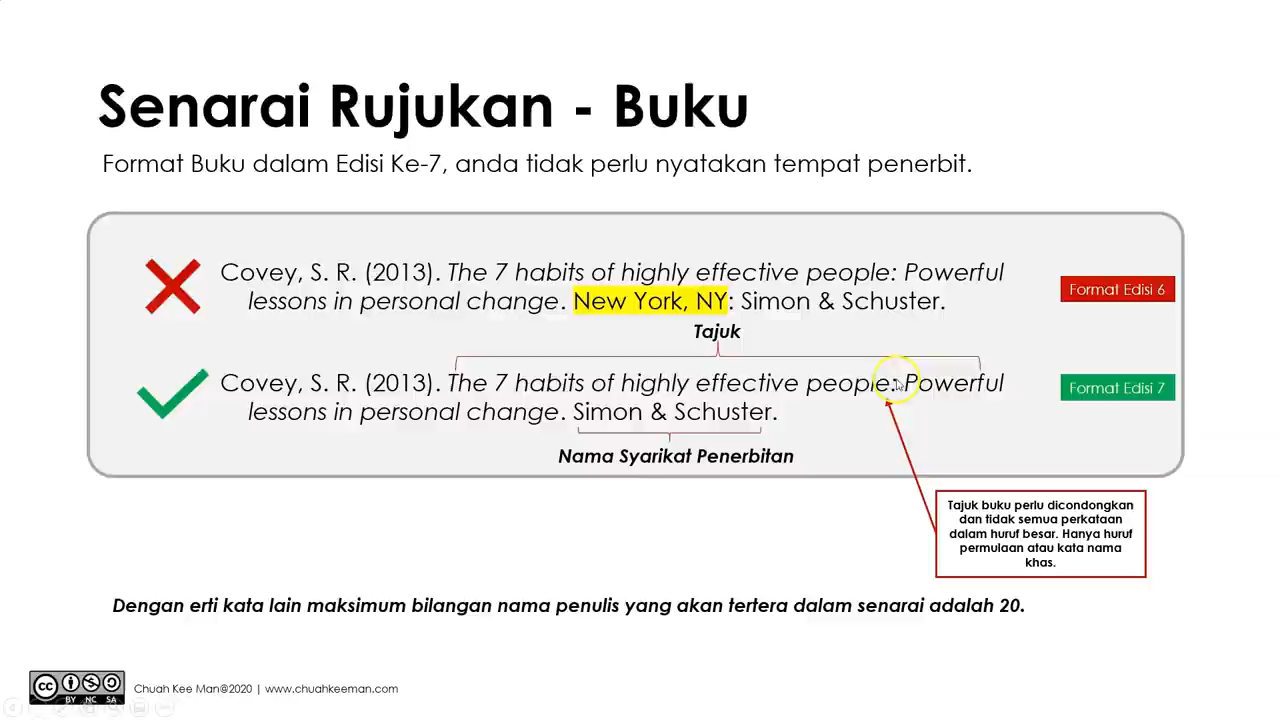 Senarai Rujukan - Buku
Format Buku dalam Edisi Ke-7, anda tidak perlu nyatakan tempat penerbit.
Covey, S. R. (2013). The 7 habits of highly effective people: Powerful
lessons in personal change. New York, NY: Simon & Schuster.
Format Edisi 6
Tajuk
Covey, S. R. (2013). The 7 habits of highly effective people: Powerful
lessons in personal change. Simon & Schuster.
Format Edisi 7
Nama Syarikat Penerbitan
Tajuk buku perlu dicondongkan
dan tidak semua perkataan
dalam huruf besar. Hanya huruf
permulaan atau kata nama
khas.
Dengan erti kata lain maksimum bilangan nama penulis yang akan tertera dalam senarai adalah 20.
cc
BY NC SA
Chuah Kee Man@2020 | www.chuahkeeman.com